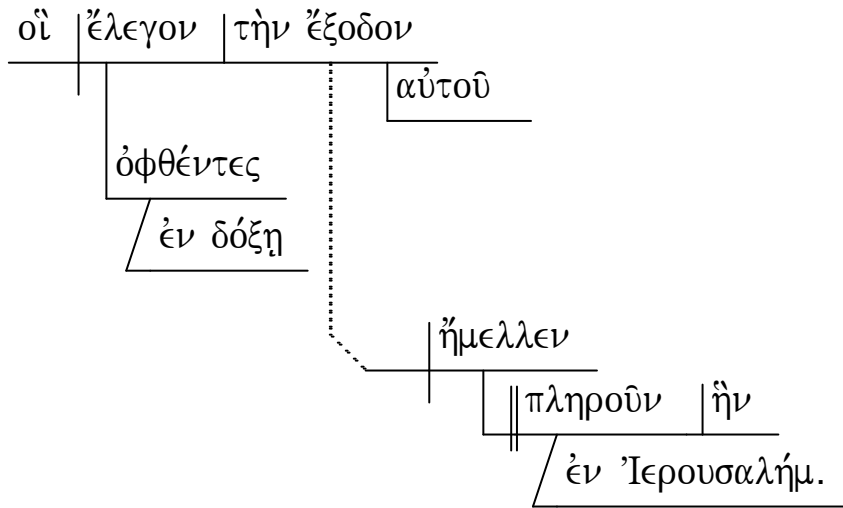 οἳ ἔλεγον τὴν ἔξοδον
αὐτοῦ
ὀφθέντες
ἐν δόξῃ
ἤμελλεν
πληροῦν ἣν
ἐν Ἰερουσαλήμ.